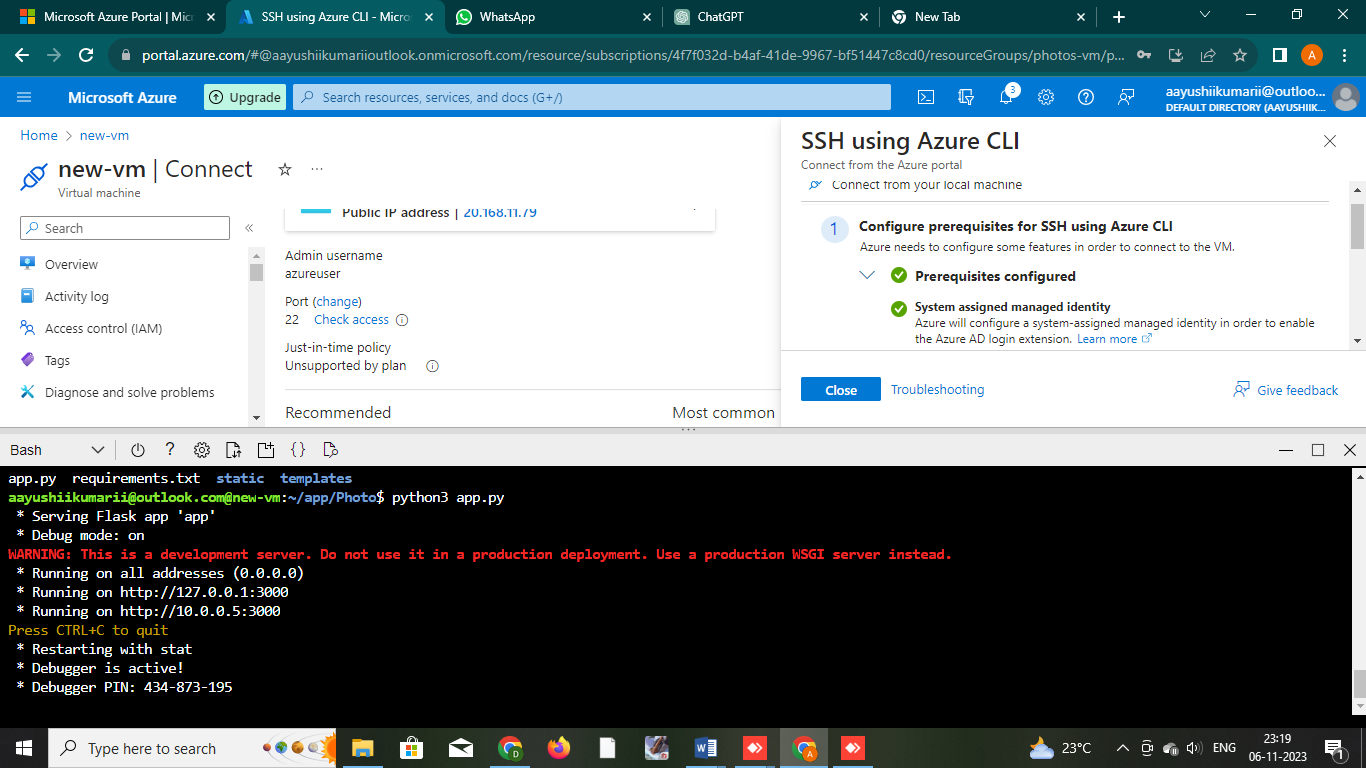 Microsoft Azure Portal | Mic
SSH using Azure CLI - Micro
WhatsApp
ChatGPT
New Tab
portal.azure.com/#@aayushiikumariioutlook.onmicrosoft.com/resource/subscriptions/4f7f032d-b4af-41de-9967-bf51447c8cd0/resourceGroups/photos-vm/p...
A
Microsoft Azure
Upgrade
Search resources, services, and docs (G+/)
3
aayushiikumarii@outloo...
DEFAULT DIRECTORY (AAYUSHIIK...
Home > new-vm
new-vm | Connect
Virtual machine
Search
Overview
Activity log
Access control (IAM)
Tags
Diagnose and solve problems
Public IP address | 20.168.11.79
Admin username
azureuser
Port (change)
22 Check access
Just-in-time policy
Unsupported by plan
Recommended
Most common
SSH using Azure CLI
Connect from the Azure portal
Connect from your local machine
1 Configure prerequisites for SSH using Azure CLI
Azure needs to configure some features in order to connect to the VM.
Prerequisites configured
System assigned managed identity
Azure will configure a system-assigned managed identity in order to enable
the Azure AD login extension. Learn more
Close
Troubleshooting
Give feedback
Bash
app.py requirements.txt static templates
aayushiikumarii@outlook.com@new-vm:~/app/Photo$ python3 app.py
* Serving Flask app 'app'
* Debug mode: on
WARNING: This is a development server. Do not use it in a production deployment. Use a production WSGI server instead.
* Running on all addresses (0.0.0.0)
* Running on http://127.0.0.1:3000
* Running on http://10.0.0.5:3000
Press CTRL+C to quit
* Restarting with stat
* Debugger is active!
* Debugger PIN: 434-873-195
Type here to search
23°C
ENG
23:19
06-11-2023
1